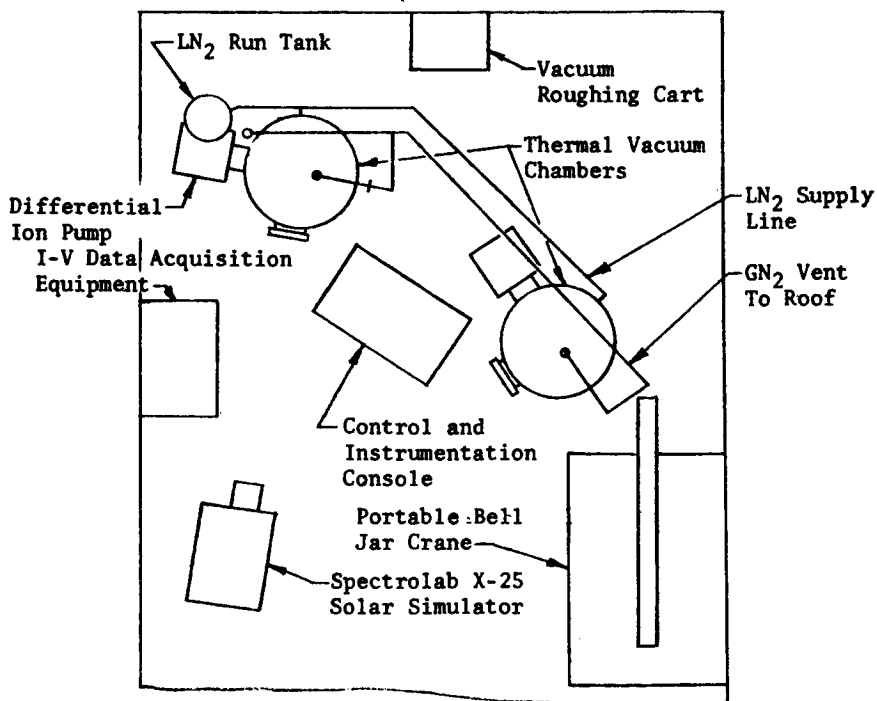 LN2 Run Tank
Vacuum
Roughing Cart
Thermal Vacuum
Chambers
Differential
Ion Pump
LN2 Supply
Line
I-V Data Acquisition
Equipment
GN2 Vent
To Roof
Control and
Instrumentation
Console
Portable Bell
Jar Crane
Spectrolab X-25
Solar Simulator